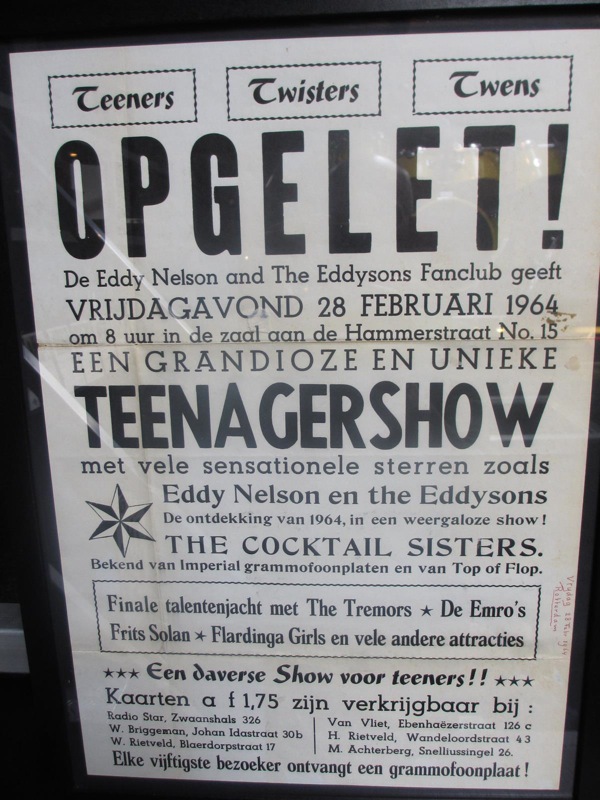 Teeners Twisters Twens
OPGELET!
De Eddy Nelson and The Eddysons Fanclub geeft
VRIJDAGAVOND 28 FEBRUARI 1964
om 8 uur in de zaal aan de Hammerstraat No. 15
EEN GRANDIOZE EN UNIEKE
TEENAGERSHOW
met vele sensationele sterren zoals
Eddy Nelson en the Eddysons
De ontdekking van 1964, in een weergaloze show!
THE COCKTAIL SISTERS.
Bekend van Imperial grammofoonplaten en van Top of Flop.
Finale talentenjacht met The Tremors ★ De Emro's
Frits Solan ★ Flardinga Girls en vele andere attracties
★★★ Een daverse Show voor teeners!! ★★★
Kaarten a f 1,75 zijn verkrijgbaar bij :
Radio Star, Zwaanshals 326
W. Briggeman, Johan Idastraat 30b
W. Rietveld, Blaerdorpstraat 17
Van Vliet, Ebenhaëzerstraat 126 c
H. Rietveld, Wandeloordstraat 43
M. Achterberg, Snelliussingel 26.
Elke vijftigste bezoeker ontvangt een grammofoonplaat!
Vrijdag 28 Febr 1964
Rotterdam